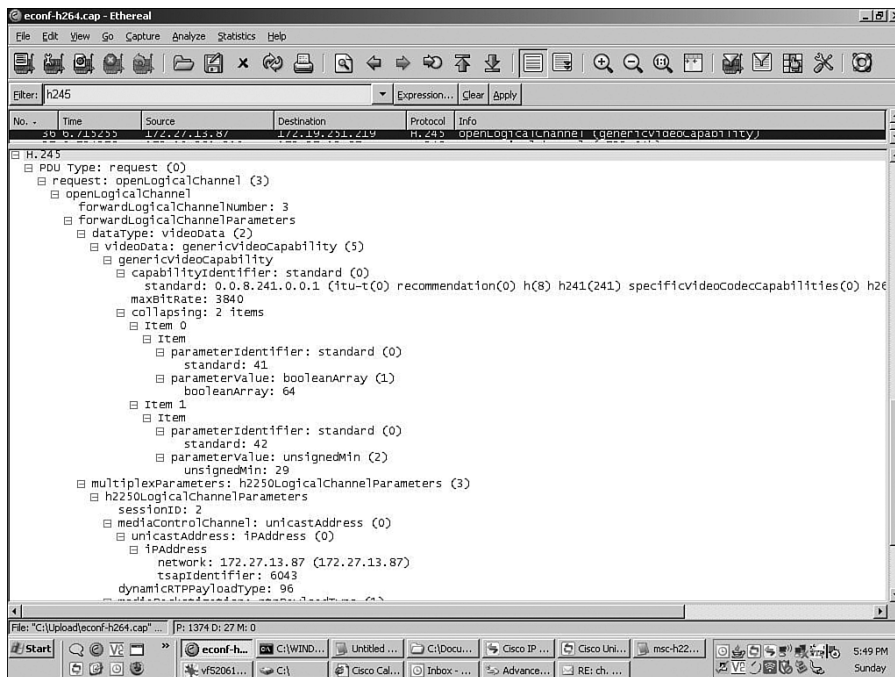 econf-h264.cap - Ethereal
File Edit View Go Capture Analyze Statistics Help
Filter: h245 Expression... Clear Apply
No. Time Source Destination Protocol Info
36 6.715255 172.27.13.87 172.19.251.219 H.245 openLogicalChannel (genericVideoCapability)
H.245
PDU Type: request (0)
request: openLogicalChannel (3)
openLogicalChannel
forwardLogicalChannelNumber: 3
forwardLogicalChannelParameters
dataType: videoData (2)
videoData: genericVideoCapability (5)
genericVideoCapability
capabilityIdentifier: standard (0)
standard: 0.0.8.241.0.0.1 (itu-t(0) recommendation(0) h(8) h241(241) specificVideoCodecCapabilities(0) h26
maxBitRate: 3840
collapsing: 2 items
Item 0
Item
parameterIdentifier: standard (0)
standard: 41
parameterValue: booleanArray (1)
booleanArray: 64
Item 1
Item
parameterIdentifier: standard (0)
standard: 42
parameterValue: unsignedMin (2)
unsignedMin: 29
multiplexParameters: h2250LogicalChannelParameters (3)
h2250LogicalChannelParameters
sessionID: 2
mediaControlChannel: unicastAddress (0)
unicastAddress: iPAddress (0)
iPAddress
network: 172.27.13.87 (172.27.13.87)
tsapIdentifier: 6043
dynamicRTPPayloadType: 96
File: "C:\Upload\econf-h264.cap" ... P: 1374 D: 27 M: 0
Start » econf-h... C:\WIND... Untitled ... C:\Docu... Cisco IP ... Cisco Uni... msc-h22... 5:49 PM
vf52061... C:\ Cisco Cal... Inbox - ... Advance... RE: ch. ... Sunday